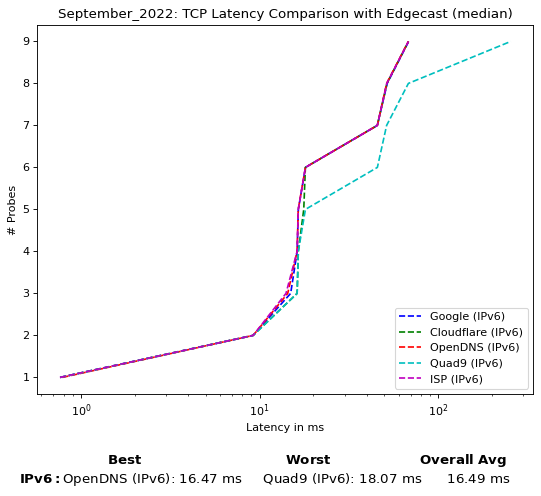 September_2022: TCP Latency Comparison with Edgecast (median)
9
8
7
6
5
4
3
2
1
# Probes
10^0
10^1
10^2
Latency in ms
Google (IPv6)
Cloudflare (IPv6)
OpenDNS (IPv6)
Quad9 (IPv6)
ISP (IPv6)
Best Worst Overall Avg
IPv6: OpenDNS (IPv6): 16.47 ms Quad9 (IPv6): 18.07 ms 16.49 ms